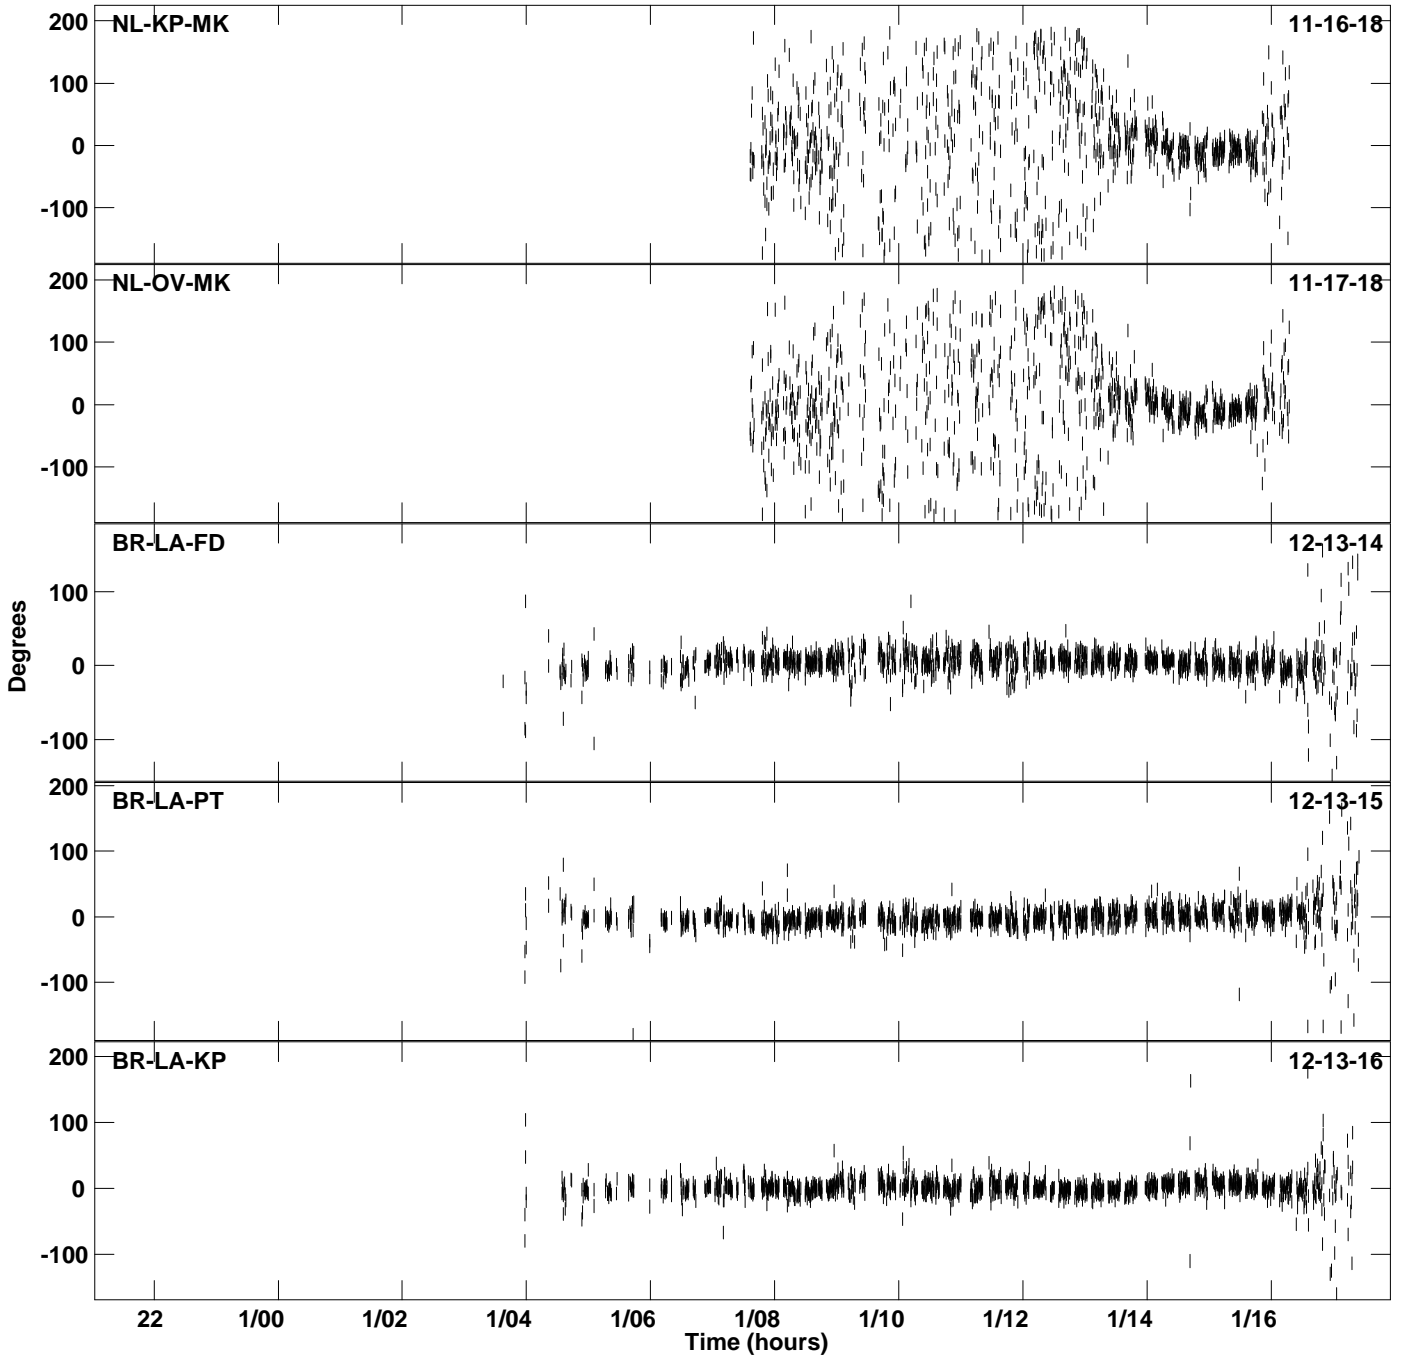 200 NL-KP-MK 11-16-18
100
0
-100
200 NL-OV-MK 11-17-18
100
0
-100
BR-LA-FD 12-13-14
100
0
-100
200 BR-LA-PT 12-13-15
100
0
-100
200 BR-LA-KP 12-13-16
100
0
-100
Degrees
22 1/00 1/02 1/04 1/06 1/08 1/10 1/12 1/14 1/16
Time (hours)